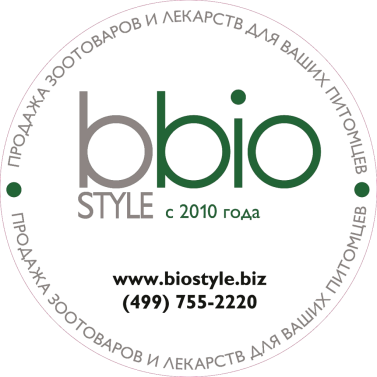 ПРОДАЖА ЗООТОВАРОВ И ЛЕКАРСТВ ДЛЯ ВАШИХ ПИТОМЦЕВ
bbio
STYLE с 2010 года
www.biostyle.biz
(499) 755-2220
ПРОДАЖА ЗООТОВАРОВ И ЛЕКАРСТВ ДЛЯ ВАШИХ ПИТОМЦЕВ